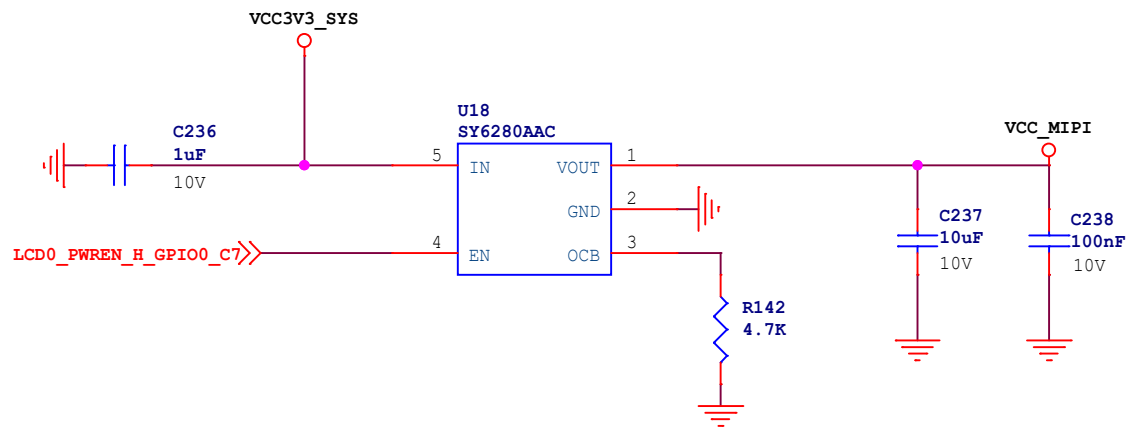 VCC3V3_SYS
U18
SY6280AAC
C236
1uF
10V
5
IN
VOUT
1
VCC_MIPI
GND
2
LCD0_PWREN_H_GPIO0_C7
4
EN
OCB
3
C237
10uF
10V
C238
100nF
10V
R142
4.7K